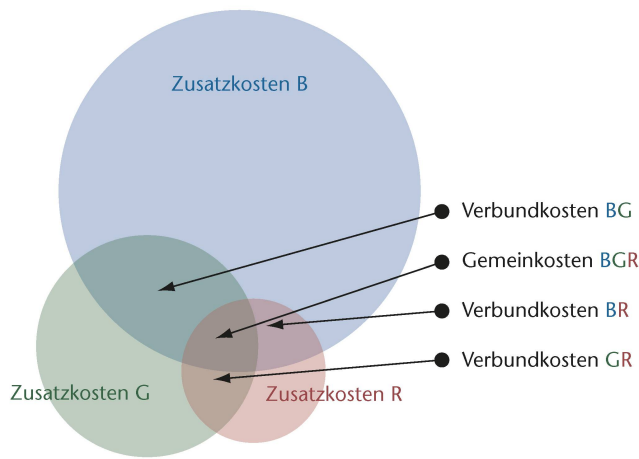 Zusatzkosten B
Verbundkosten BG
Gemeinkosten BGR
Verbundkosten BR
Verbundkosten GR
Zusatzkosten G
Zusatzkosten R